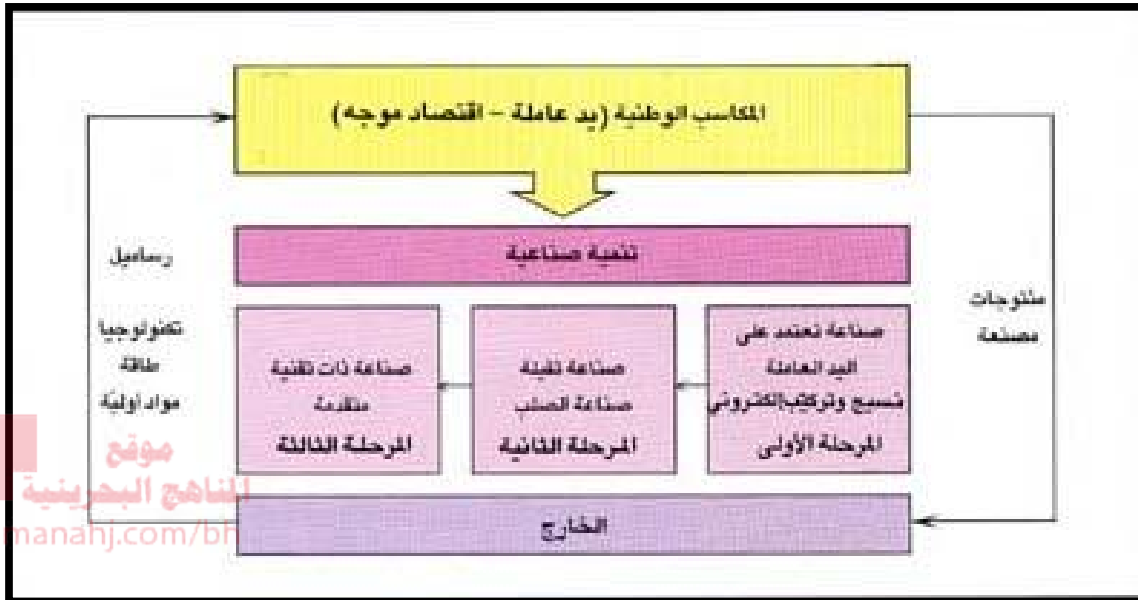 المكاسب الوطنية (يد عاملة – اقتصاد موجه)
تنمية صناعية
صناعة تعتمد على
اليد العاملة
نسيج وتركيب إلكتروني
المرحلة الأولى
صناعة ثقيلة
صناعة الصلب
المرحلة الثانية
صناعة ذات تقنية
متقدمة
المرحلة الثالثة
منتوجات
مصنعة
الخارج
رساميل
تكنولوجيا
طاقة
مواد أولية
موقع
المناهج البحرينية
manahj.com/bh